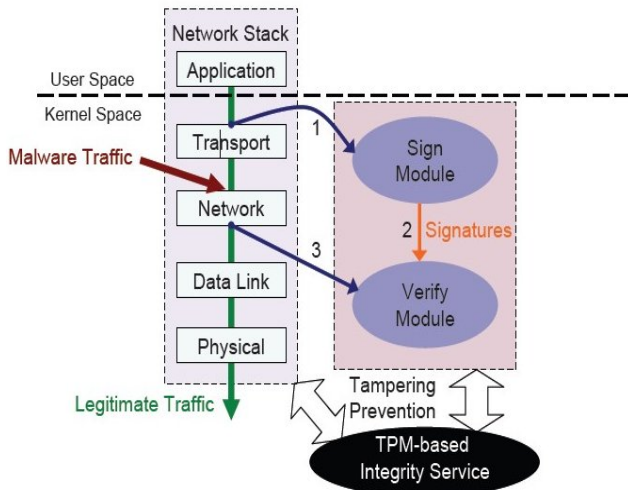 Network Stack
Application
User Space
Kernel Space
Transport
1
Sign
Module
Malware Traffic
Network
2 Signatures
3
Data Link
Verify
Module
Physical
Legitimate Traffic
Tampering
Prevention
TPM-based
Integrity Service